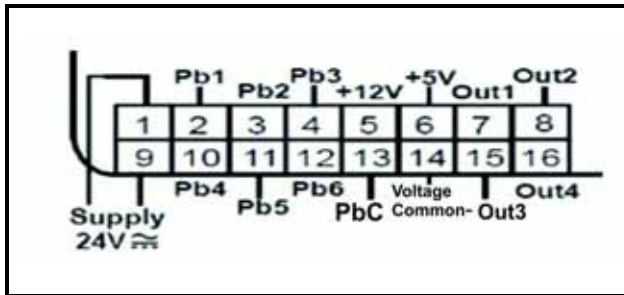 Pb1 Pb2 Pb3 +12V +5V Out1 Out2
1 2 3 4 5 6 7 8
9 10 11 12 13 14 15 16
Supply 24V Pb4 Pb5 Pb6 PbC Voltage Common- Out3 Out4